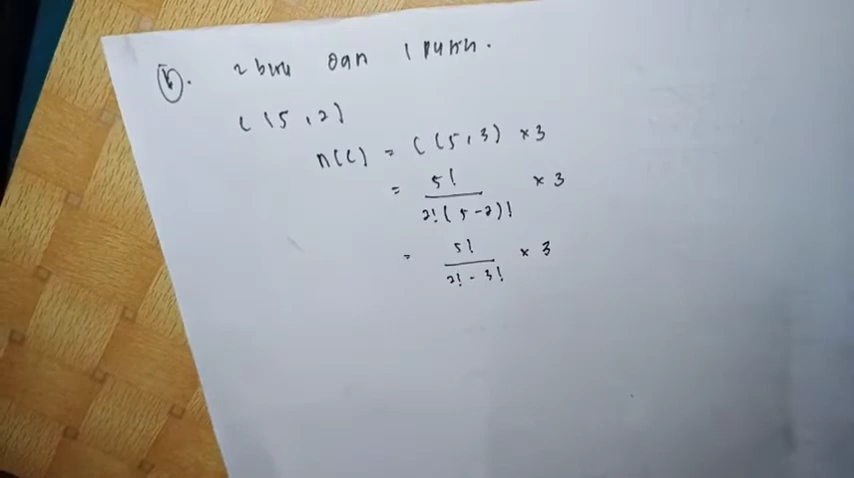 b. 2 biru dan 1 putih.
C(5,2)
n(C) = C(5,3) × 3
= 5! / 2!(5-2)! × 3
= 5! / 2! - 3! × 3